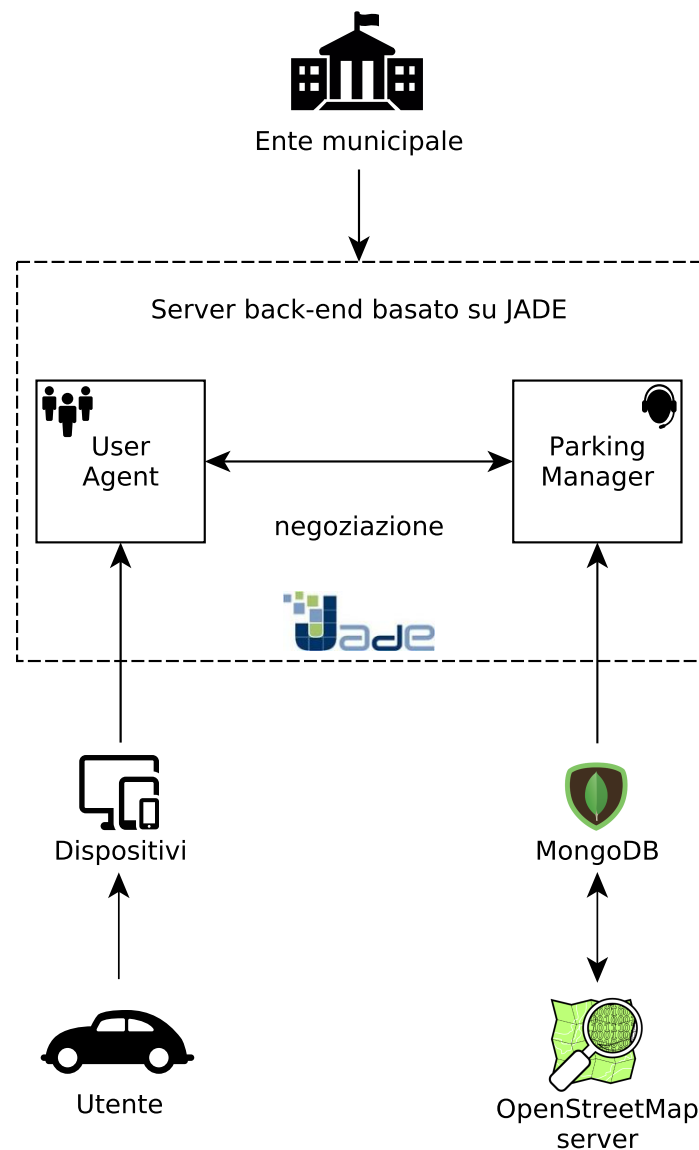 Ente municipale
Server back-end basato su JADE
User
Agent
Parking
Manager
negoziazione
Jade
Dispositivi
MongoDB
Utente
OpenStreetMap
server